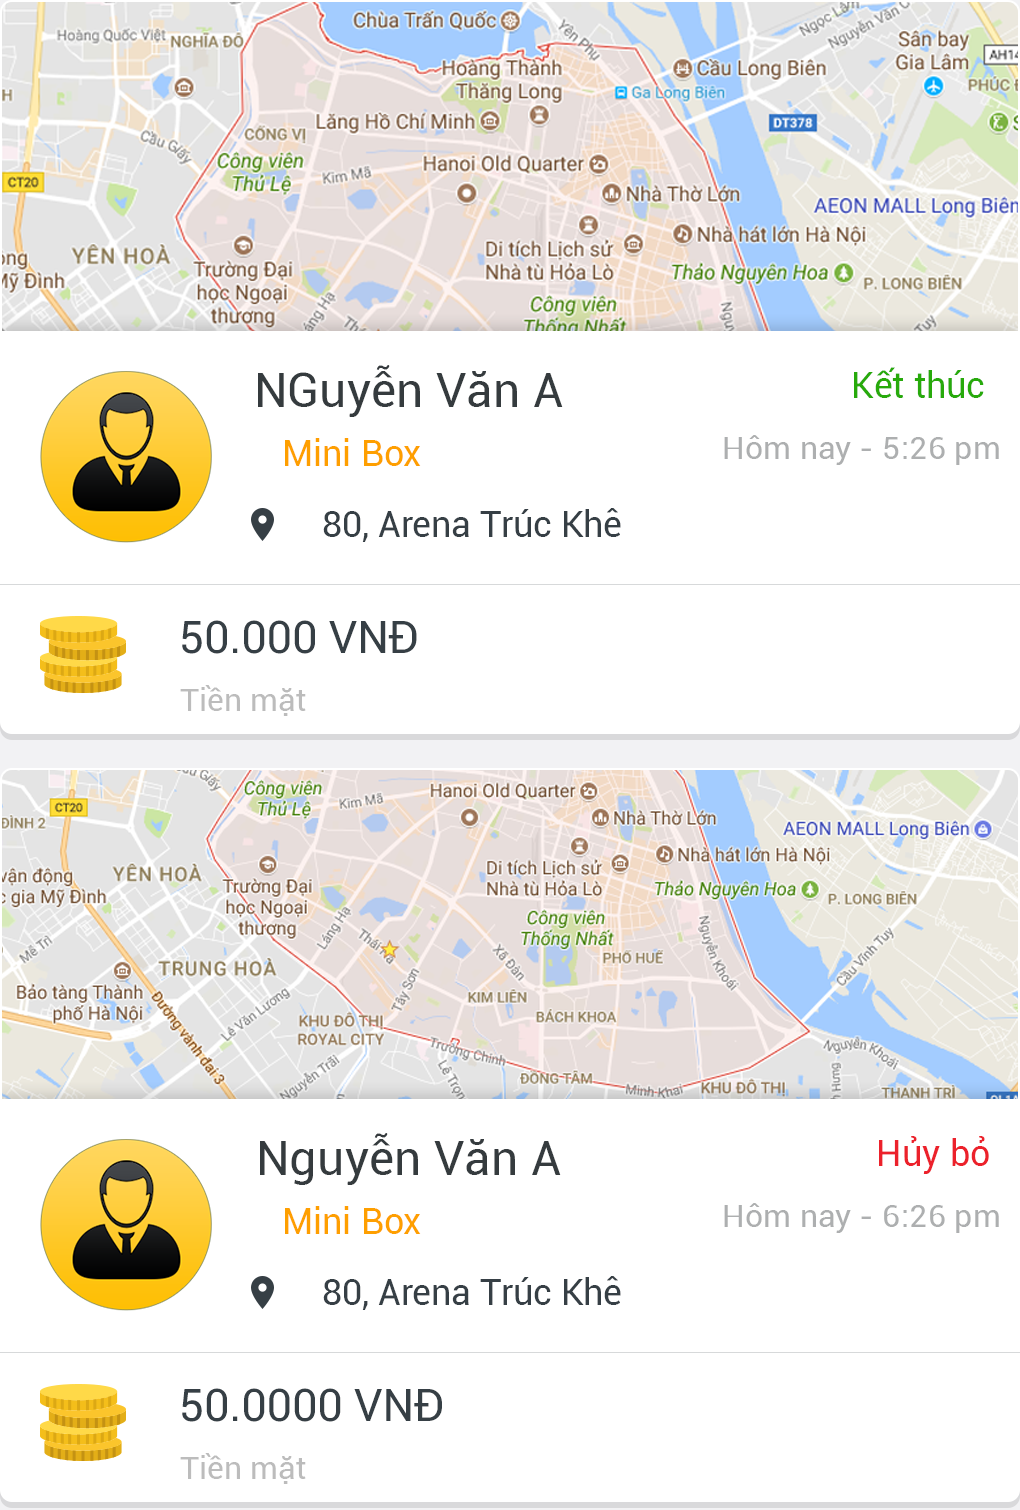 Chùa Trấn Quốc
Hoàng Quốc Việt
NGHĨA ĐÔ
Yên Phụ
Ngọc Lâm
Nguyễn Văn C
Sân bay
Gia Lâm
AH14
PHÚC
Hoàng Thành
Thăng Long
Cầu Long Biên
Ga Long Biên
H
Lăng Hồ Chí Minh
DT378
CỐNG VỊ
Cầu Giấy
Công viên
Thủ Lệ
Kim Mã
Hanoi Old Quarter
CT20
Nhà Thờ Lớn
AEON MALL Long Biên
YÊN HOÀ
ong
Mỹ Đình
Trường Đại
học Ngoại
thương
Di tích Lịch sử
Nhà tù Hỏa Lò
Nhà hát lớn Hà Nội
Thảo Nguyên Hoa
P. LONG BIÊN
Công viên
Thống Nhất
áng Hạ
Th
Ngu
Tuy
NGuyễn Văn A
Kết thúc
Mini Box
Hôm nay - 5:26 pm
80, Arena Trúc Khê
50.000 VNĐ
Tiền mặt
Giấy
Công viên
Thủ Lệ
Kim Mã
Hanoi Old Quarter
CT20
ĐÌNH 2
Nhà Thờ Lớn
AEON MALL Long Biên
YÊN HOÀ
vận động
c gia Mỹ Đình
Trường Đại
học Ngoại
thương
Di tích Lịch sử
Nhà tù Hỏa Lò
Nhà hát lớn Hà Nội
Thảo Nguyên Hoa
P. LONG BIÊN
Láng Hạ
Công viên
Thống Nhất
Mễ Trì
Xã Đàn
PHỐ HUẾ
Nguyễn Khoái
Cầu Vĩnh Tuy
TRUNG HOÀ
Tây Sơn
Bảo tàng Thành
phố Hà Nội
Đường vành đai 3
Lê Văn Lương
KIM LIÊN
BÁCH KHOA
KHU ĐÔ THỊ
ROYAL CITY
Trường Chinh
Nguyễn Khoái
Nguyễn Trãi
Lê Trọn
ĐỒNG TÂM
Minh Khai
KHU ĐÔ THỊ
THANH TRÌ
Nguyễn Văn A
Hủy bỏ
Mini Box
Hôm nay - 6:26 pm
80, Arena Trúc Khê
50.0000 VNĐ
Tiền mặt